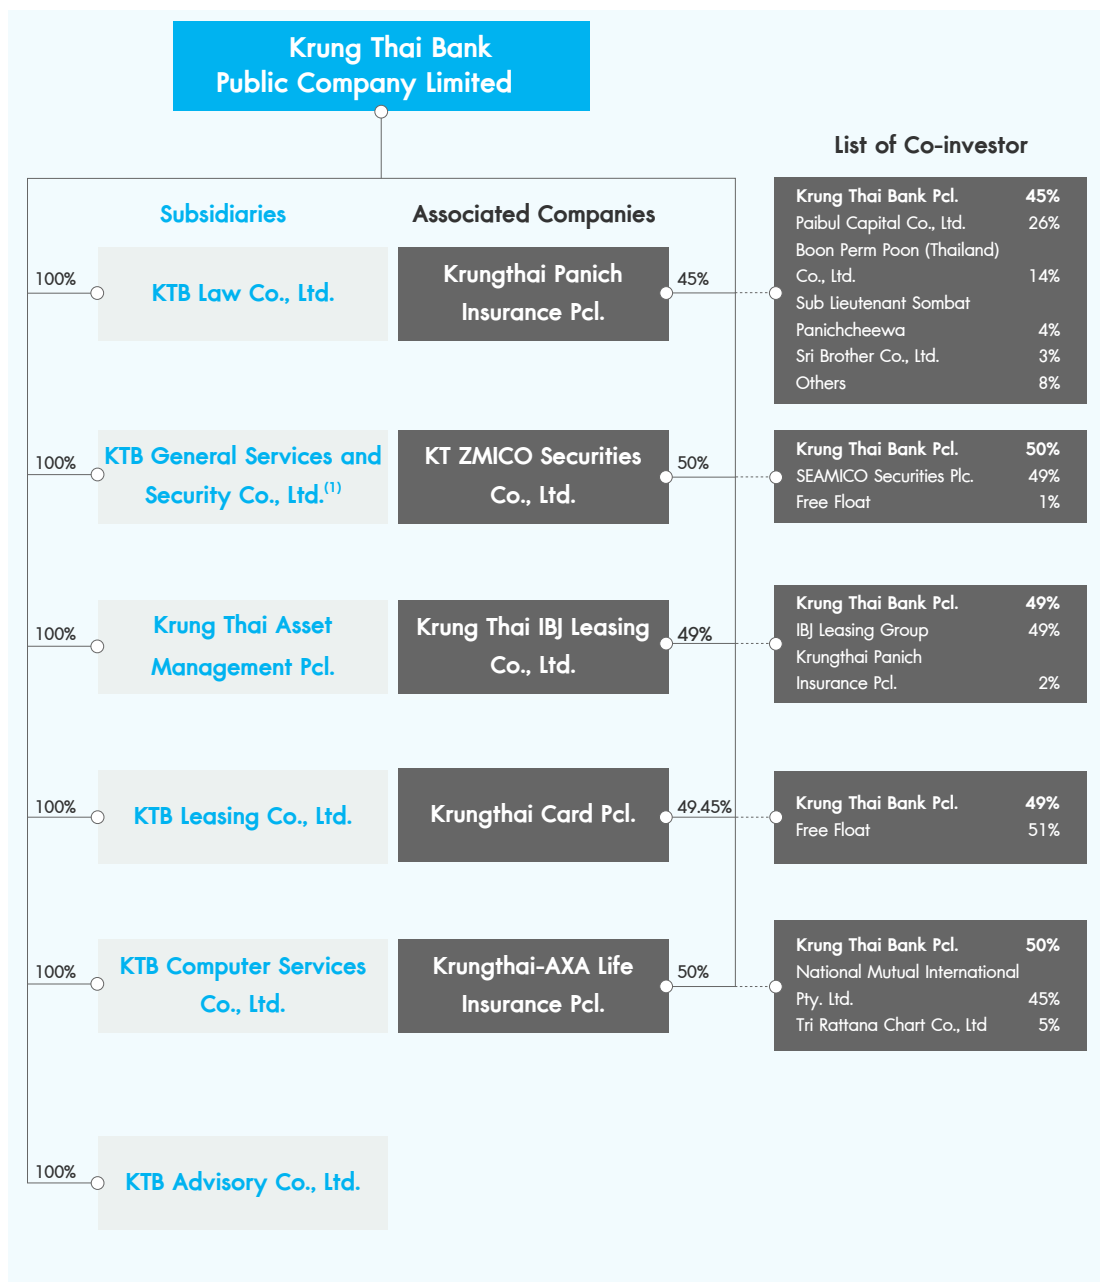 Krung Thai Bank
Public Company Limited
List of Co-investor
Subsidiaries
Associated Companies
100%
KTB Law Co., Ltd.
Krungthai Panich
Insurance Pcl.
45%
Krung Thai Bank Pcl. 45%
Paibul Capital Co., Ltd. 26%
Boon Perm Poon (Thailand)
Co., Ltd. 14%
Sub Lieutenant Sombat
Panichcheewa 4%
Sri Brother Co., Ltd. 3%
Others 8%
100%
KTB General Services and
Security Co., Ltd.(1)
KT ZMICO Securities
Co., Ltd.
50%
Krung Thai Bank Pcl. 50%
SEAMICO Securities Plc. 49%
Free Float 1%
100%
Krung Thai Asset
Management Pcl.
Krung Thai IBJ Leasing
Co., Ltd.
49%
Krung Thai Bank Pcl. 49%
IBJ Leasing Group 49%
Krungthai Panich
Insurance Pcl. 2%
100%
KTB Leasing Co., Ltd.
Krungthai Card Pcl.
49.45%
Krung Thai Bank Pcl. 49%
Free Float 51%
100%
KTB Computer Services
Co., Ltd.
Krungthai-AXA Life
Insurance Pcl.
50%
Krung Thai Bank Pcl. 50%
National Mutual International
Pty. Ltd. 45%
Tri Rattana Chart Co., Ltd 5%
100%
KTB Advisory Co., Ltd.